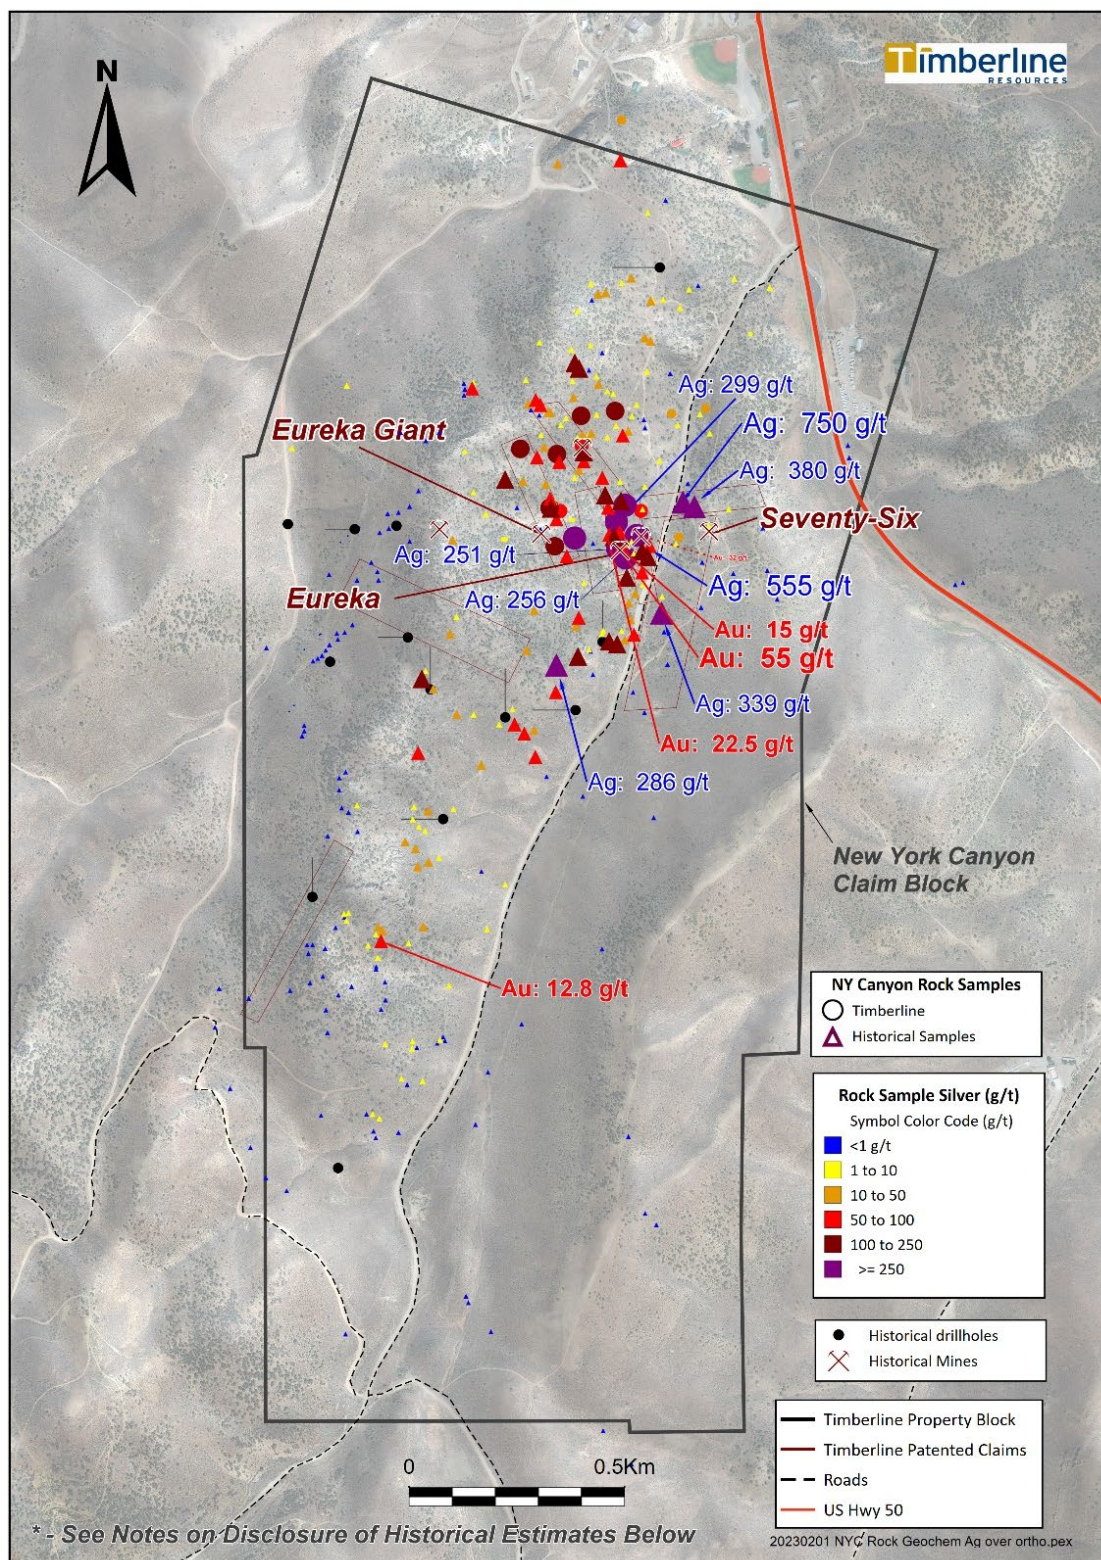 N
Timberline
RESOURCES
Ag: 299 g/t
Ag: 750 g/t
Eureka Giant
Ag: 380 g/t
Seventy-Six
Ag: 251 g/t
Au: 32 g/t
Ag: 555 g/t
Eureka
Ag: 256 g/t
Au: 15 g/t
Au: 55 g/t
Ag: 339 g/t
Au: 22.5 g/t
Ag: 286 g/t
New York Canyon
Claim Block
Au: 12.8 g/t
NY Canyon Rock Samples
Timberline
Historical Samples
Rock Sample Silver (g/t)
Symbol Color Code (g/t)
<1 g/t
1 to 10
10 to 50
50 to 100
100 to 250
>= 250
Historical drillholes
Historical Mines
Timberline Property Block
Timberline Patented Claims
Roads
US Hwy 50
0 0.5Km
* - See Notes on Disclosure of Historical Estimates Below
20230201 NYC Rock Geochem Ag over ortho.pex